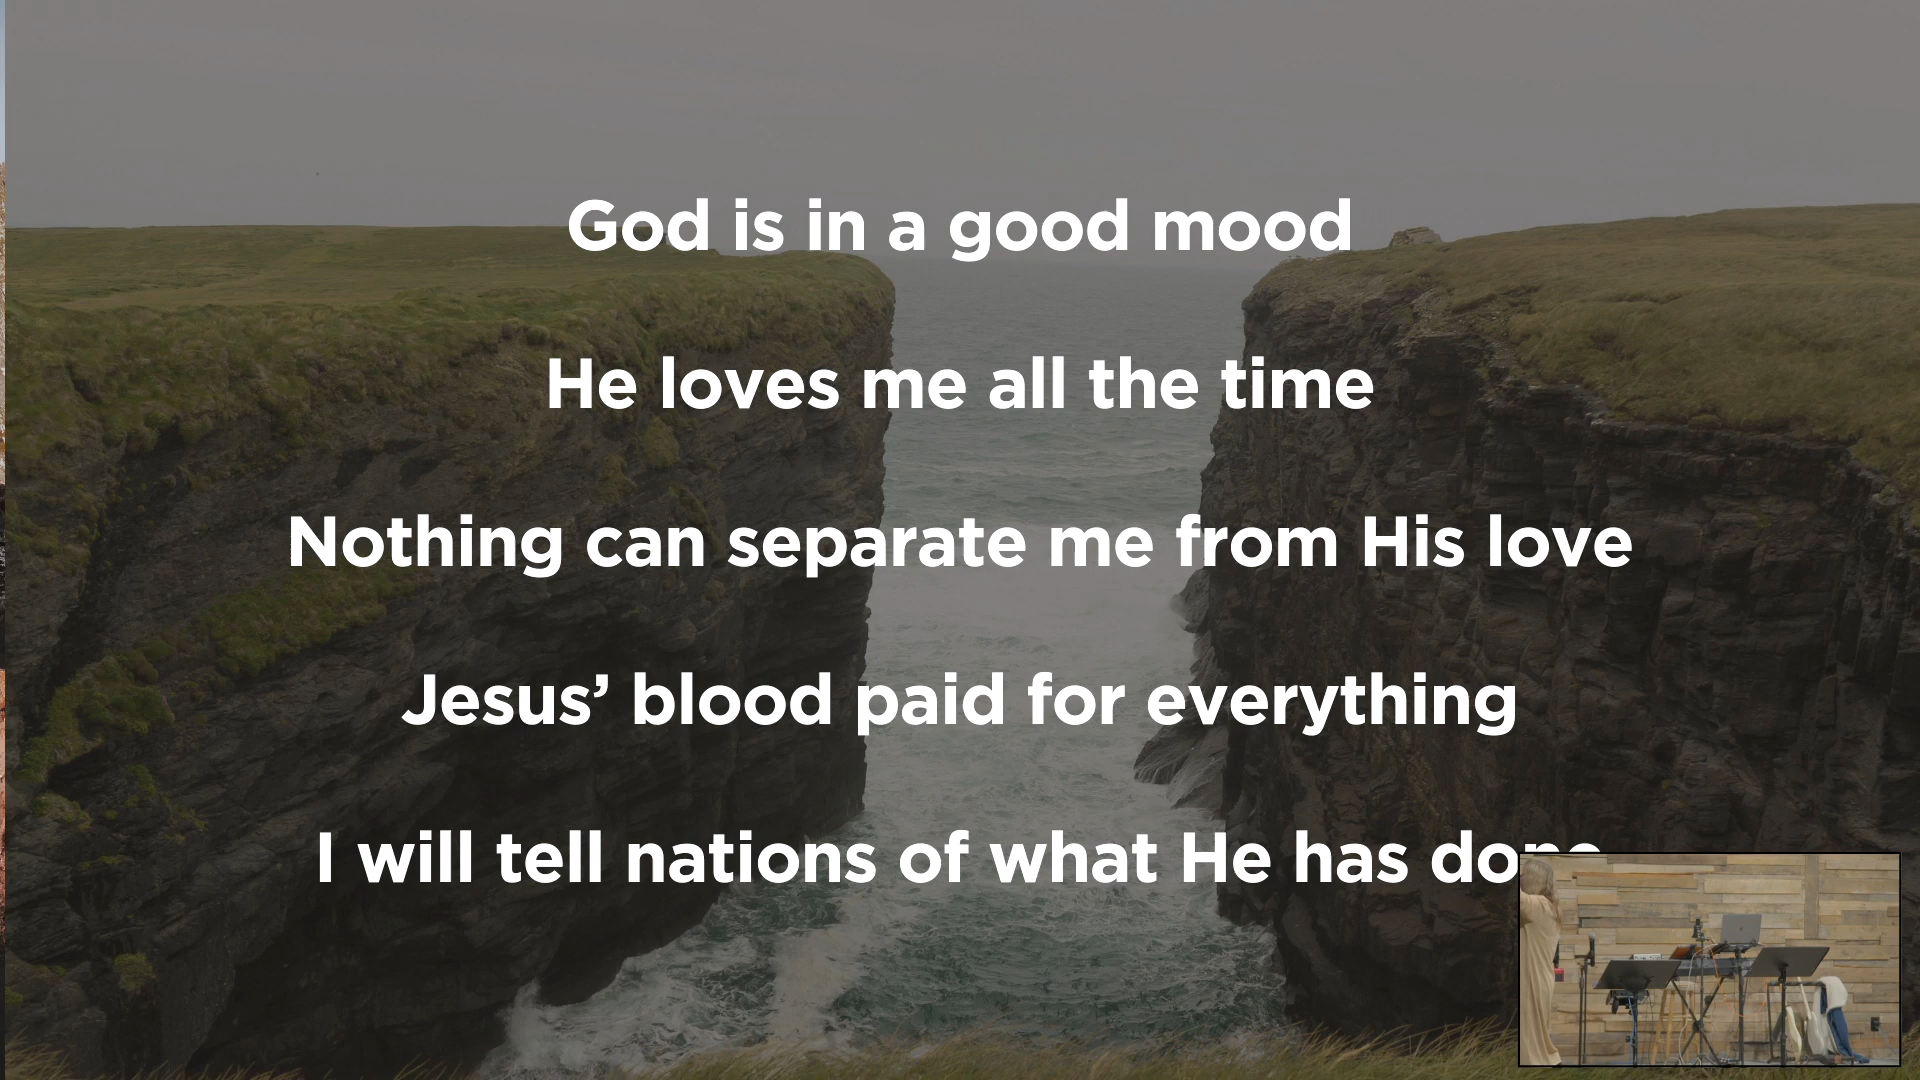 God is in a good mood
He loves me all the time
Nothing can separate me from His love
Jesus’ blood paid for everything
I will tell nations of what He has done